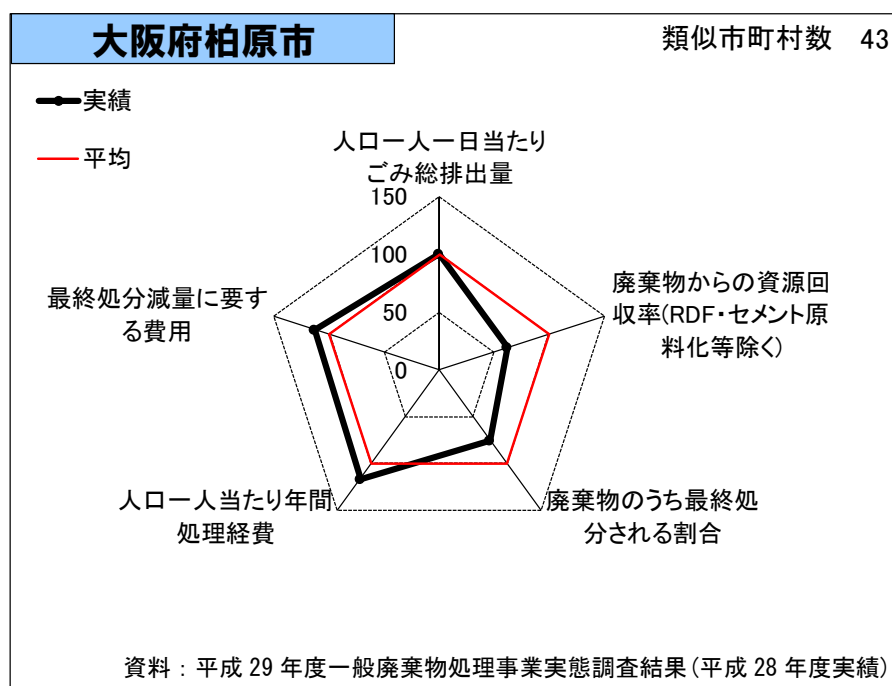 大阪府柏原市
類似市町村数 43
実績
平均
人口一人一日当たり
ごみ総排出量
150
100
50
0
廃棄物からの資源回
収率(RDF・セメント原
料化等除く)
最終処分減量に要す
る費用
人口一人当たり年間
処理経費
廃棄物のうち最終処
分される割合
資料：平成 29 年度一般廃棄物処理事業実態調査結果(平成 28 年度実績)